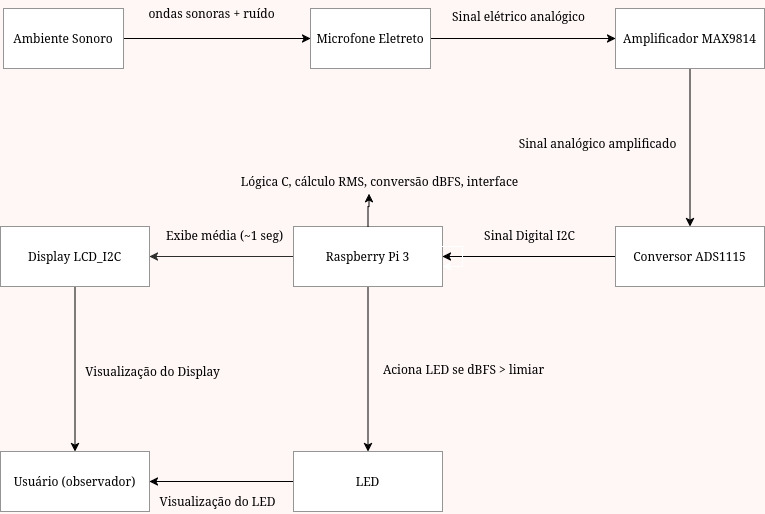 ondas sonoras + ruído
Sinal elétrico analógico
Ambiente Sonoro
Microfone Eletreto
Amplificador MAX9814
Sinal analógico amplificado
Lógica C, cálculo RMS, conversão dBFS, interface
Exibe média (~1 seg)
Sinal Digital I2C
Display LCD_I2C
Raspberry Pi 3
Conversor ADS1115
Visualização do Display
Aciona LED se dBFS > limiar
Usuário (observador)
LED
Visualização do LED